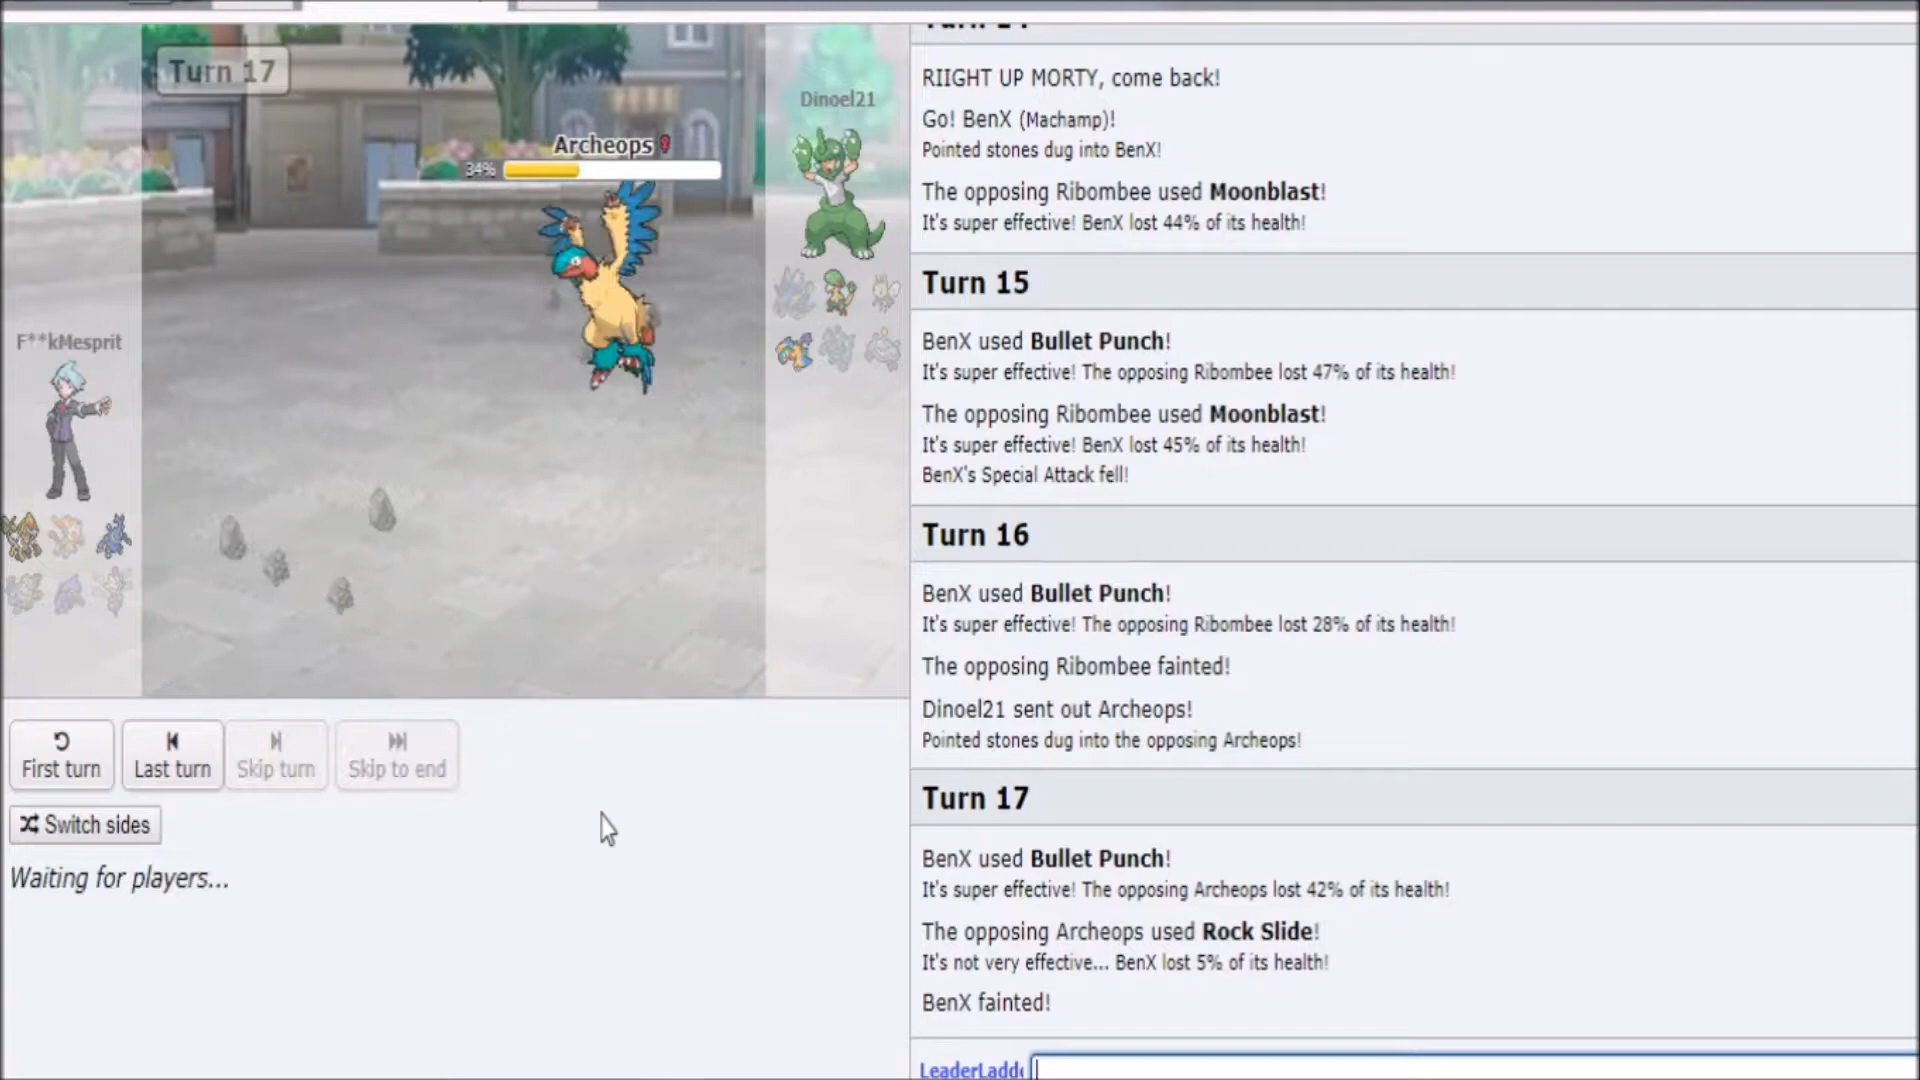 Turn 17
Dinoel21
Archeops
34%
F**kMesprit
First turn
Last turn
Skip turn
Skip to end
Switch sides
Waiting for players...
RIIGHT UP MORTY, come back!
Go! BenX (Machamp)!
Pointed stones dug into BenX!
The opposing Ribombee used Moonblast!
It's super effective! BenX lost 44% of its health!
Turn 15
BenX used Bullet Punch!
It's super effective! The opposing Ribombee lost 47% of its health!
The opposing Ribombee used Moonblast!
It's super effective! BenX lost 45% of its health!
BenX's Special Attack fell!
Turn 16
BenX used Bullet Punch!
It's super effective! The opposing Ribombee lost 28% of its health!
The opposing Ribombee fainted!
Dinoel21 sent out Archeops!
Pointed stones dug into the opposing Archeops!
Turn 17
BenX used Bullet Punch!
It's super effective! The opposing Archeops lost 42% of its health!
The opposing Archeops used Rock Slide!
It's not very effective... BenX lost 5% of its health!
BenX fainted!
LeaderLadd